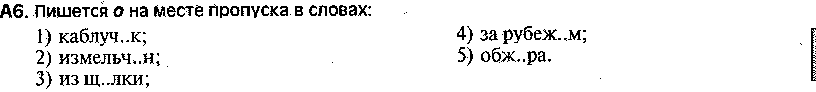 А6. Пишется о на месте пропуска в словах:
1) каблуч..к;
2) измельч..н;
3) из щ..лки;
4) за рубеж..м;
5) обж..ра.